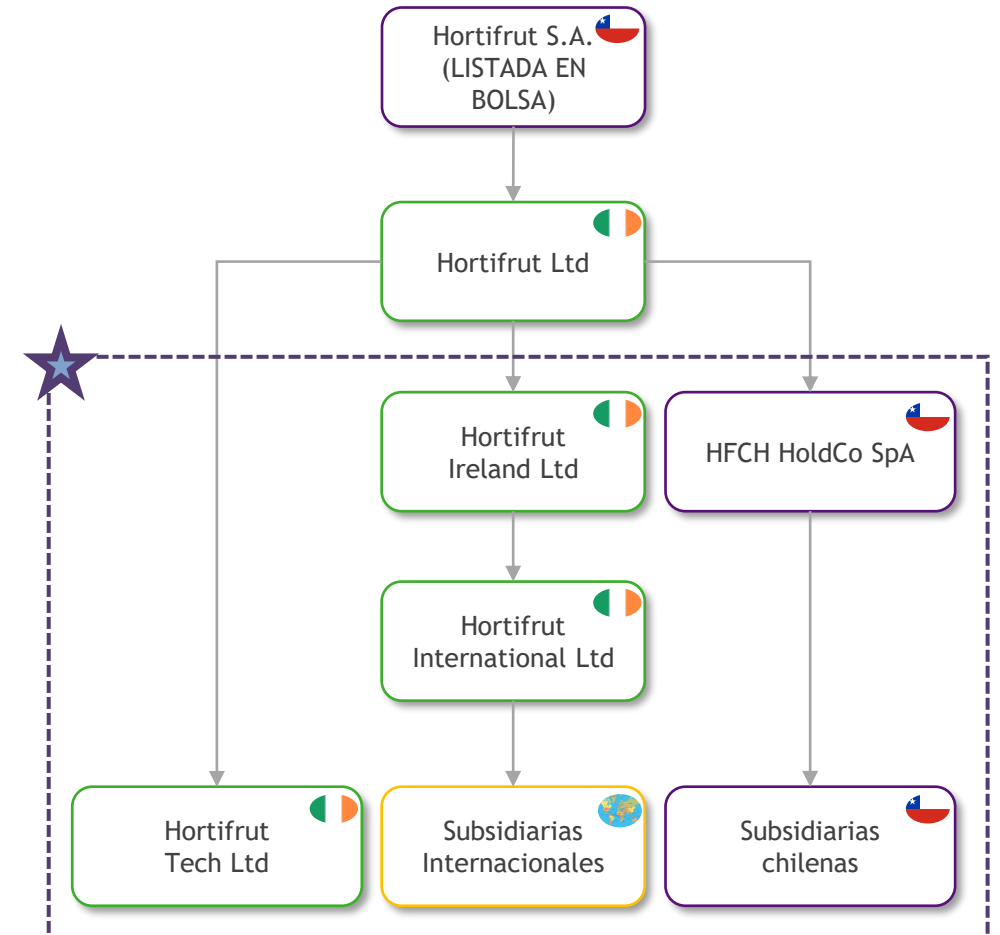 Hortifrut S.A.
(LISTADA EN
BOLSA)
Hortifrut Ltd
Hortifrut
Ireland Ltd
HFCH HoldCo SpA
Hortifrut
International Ltd
Hortifrut
Tech Ltd
Subsidiarias
Internacionales
Subsidiarias
chilenas